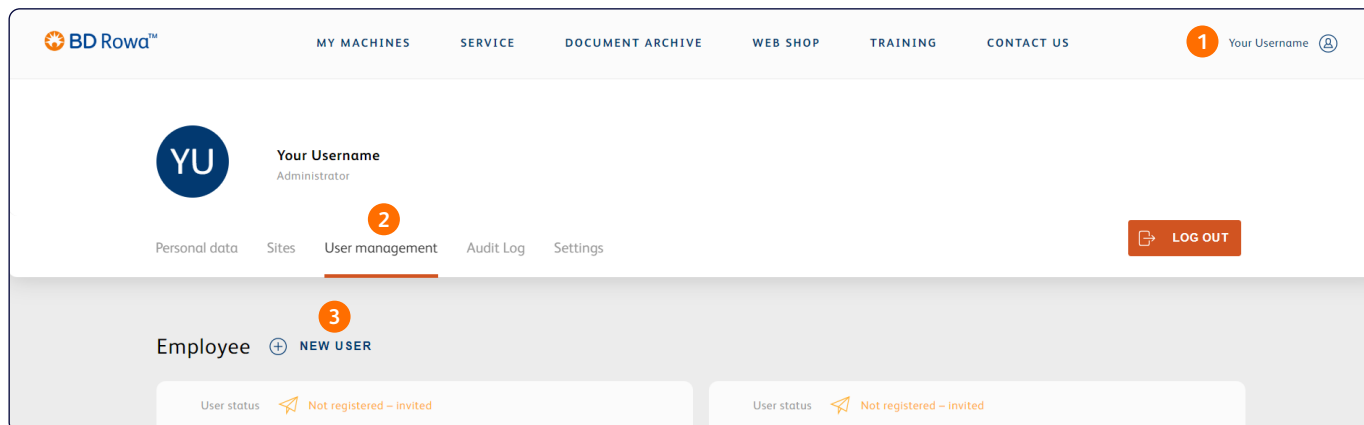 BD Rowa™ MY MACHINES SERVICE DOCUMENT ARCHIVE WEB SHOP TRAINING CONTACT US 1 Your Username
YU
Your Username
Administrator
2
Personal data Sites User management Audit Log Settings
LOG OUT
3
Employee NEW USER
User status Not registered – invited
User status Not registered – invited